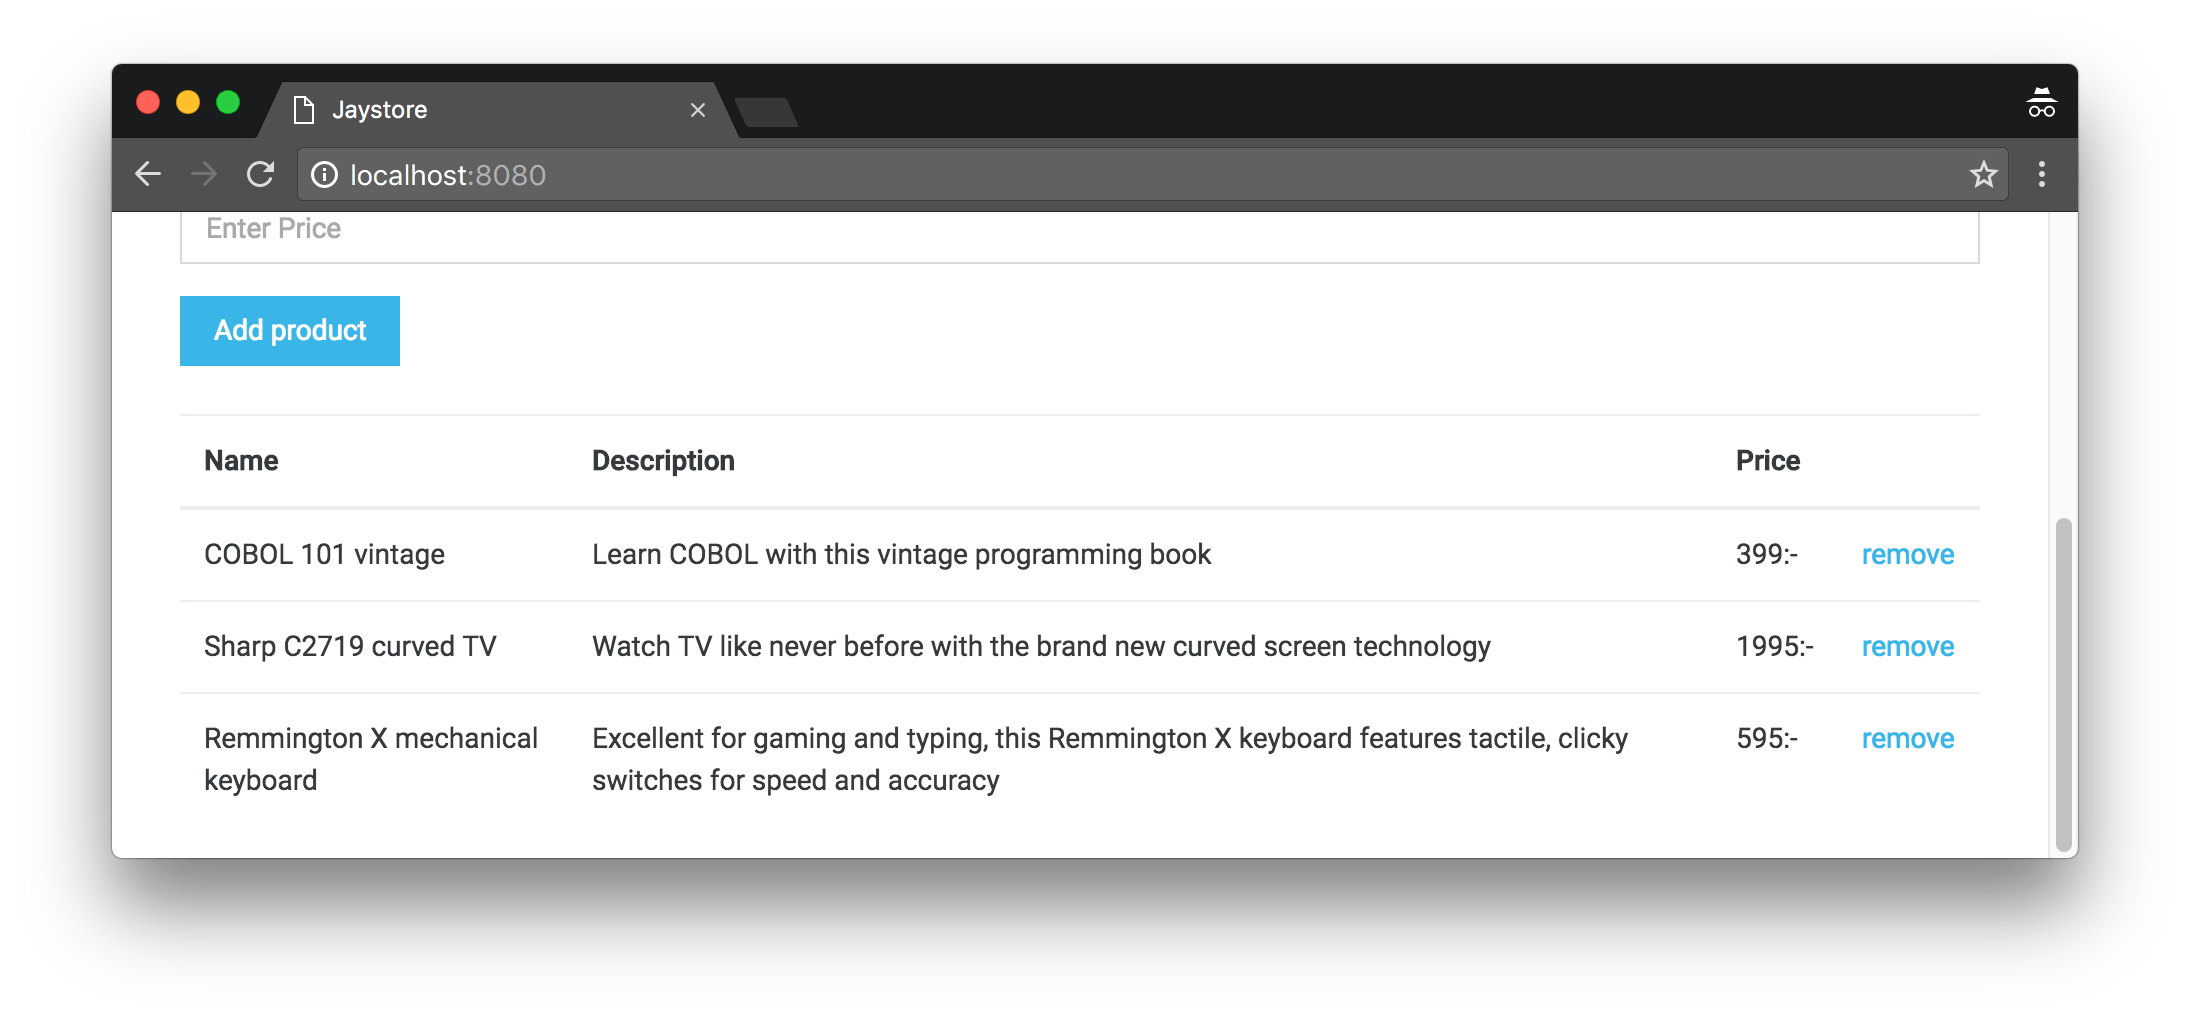 Jaystore
localhost:8080
Enter Price
Add product
Name Description Price
COBOL 101 vintage Learn COBOL with this vintage programming book 399:- remove
Sharp C2719 curved TV Watch TV like never before with the brand new curved screen technology 1995:- remove
Remmington X mechanical Excellent for gaming and typing, this Remmington X keyboard features tactile, clicky 595:- remove
keyboard switches for speed and accuracy